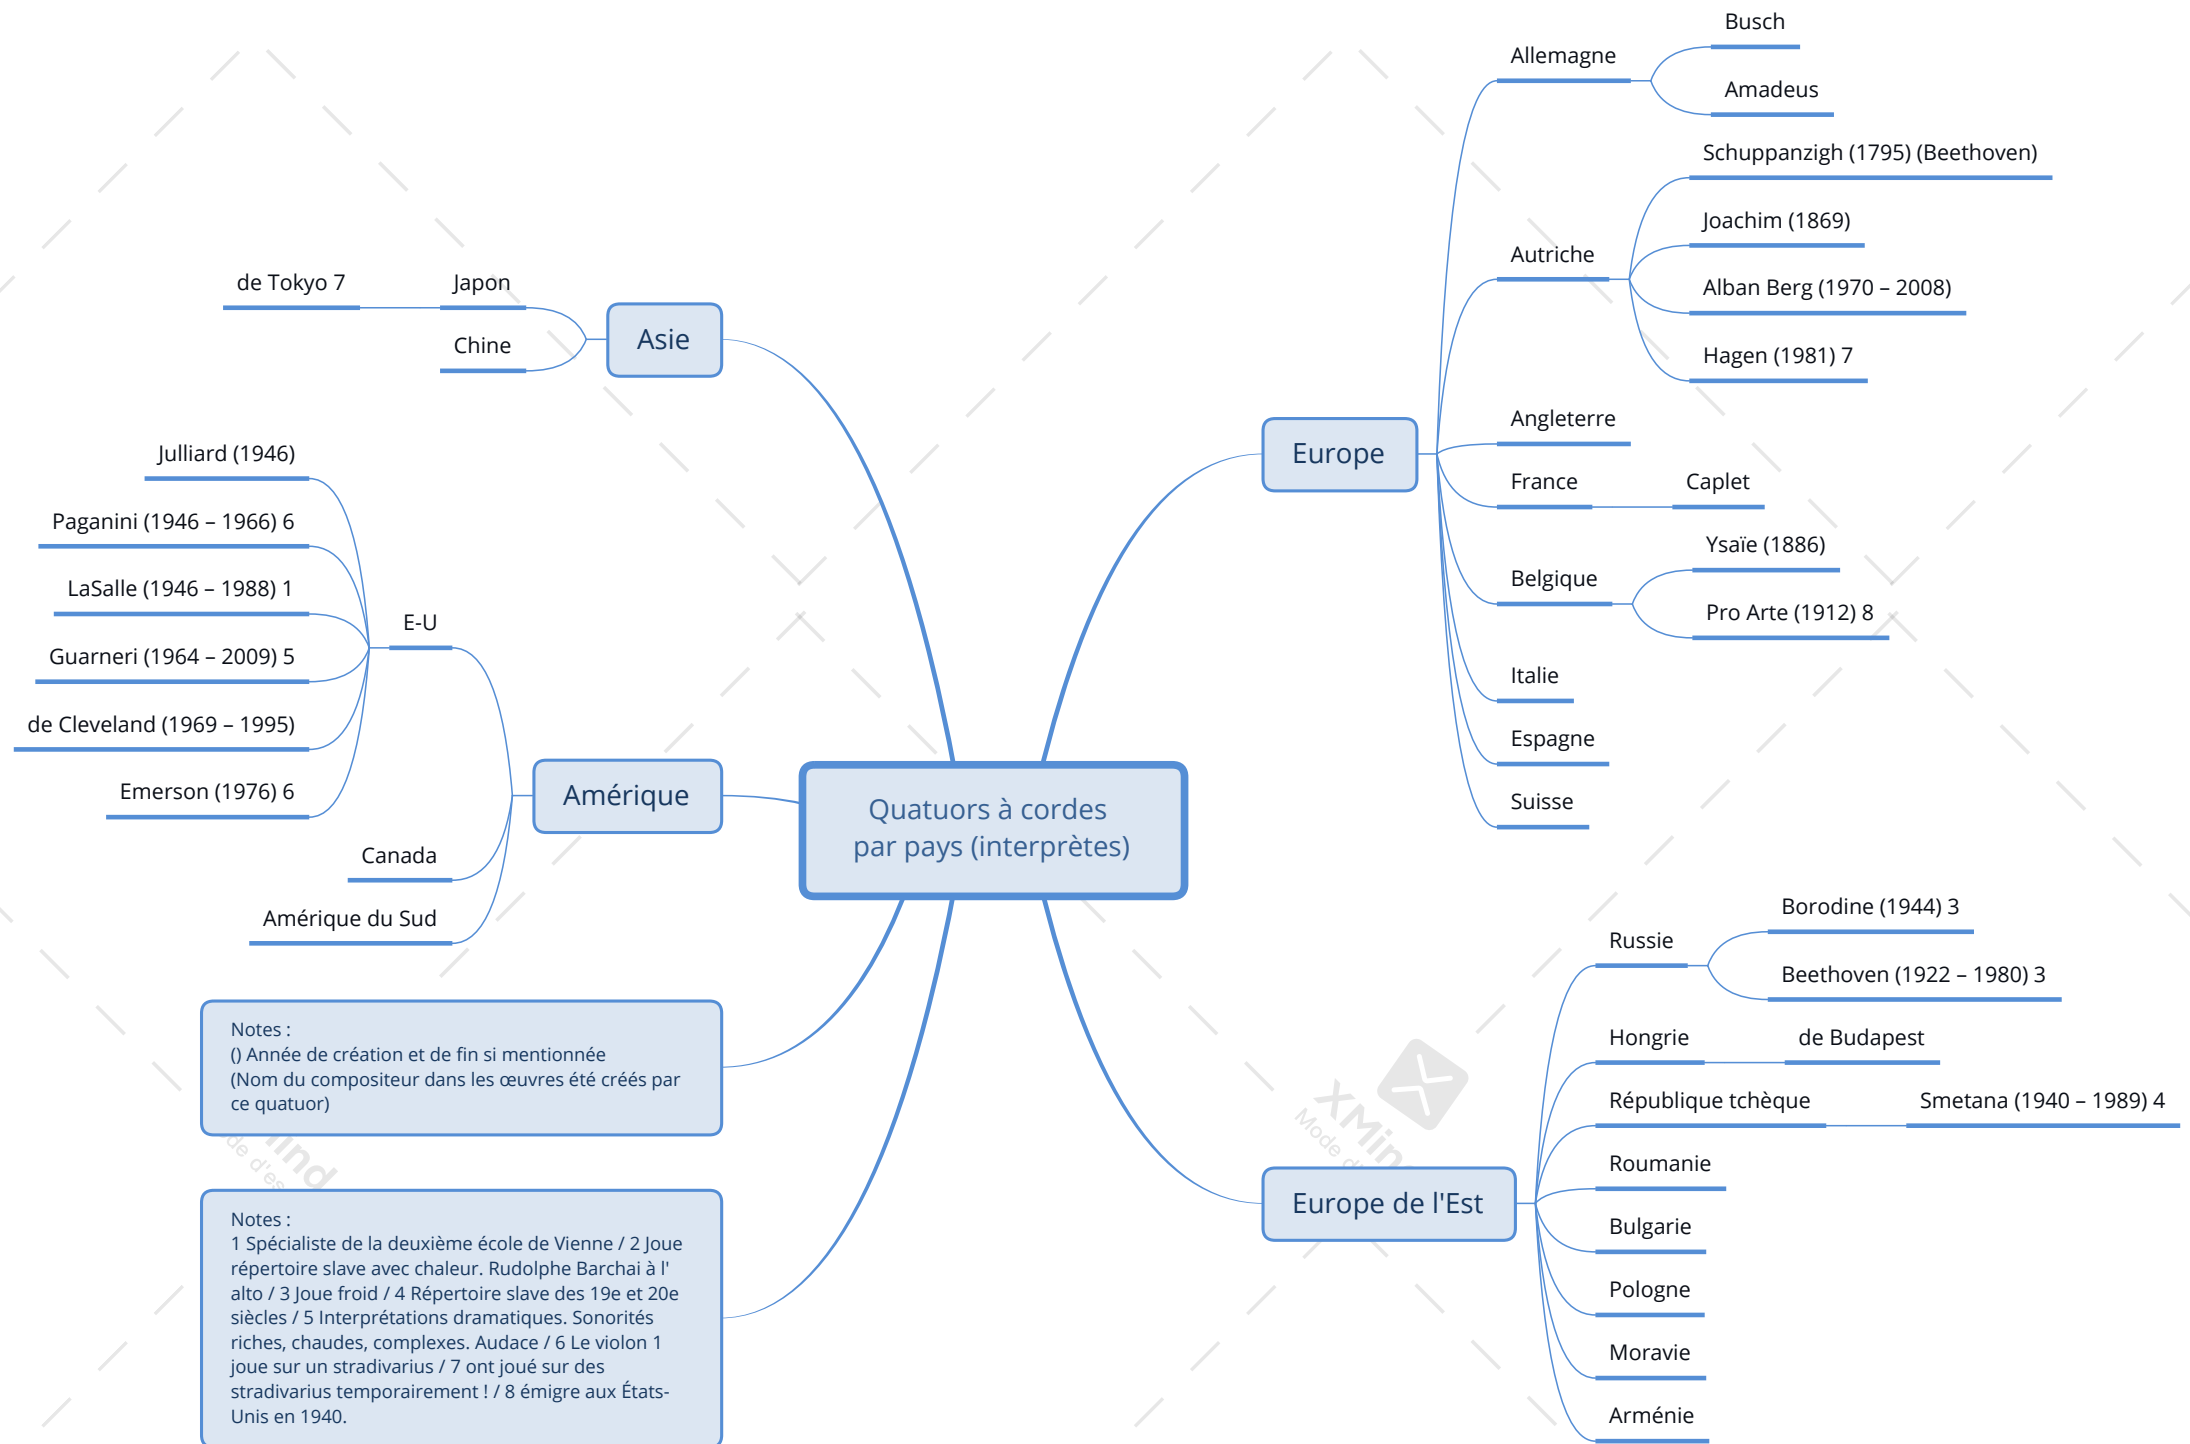 Quatuors à cordes
par pays (interprètes)
Europe
Allemagne
Busch
Amadeus
Autriche
Schuppanzigh (1795) (Beethoven)
Joachim (1869)
Alban Berg (1970 – 2008)
Hagen (1981) 7
Angleterre
France
Caplet
Belgique
Ysaïe (1886)
Pro Arte (1912) 8
Italie
Espagne
Suisse
Europe de l'Est
Russie
Borodine (1944) 3
Beethoven (1922 – 1980) 3
Hongrie
de Budapest
République tchèque
Smetana (1940 – 1989) 4
Roumanie
Bulgarie
Pologne
Moravie
Arménie
Asie
Japon
de Tokyo 7
Chine
Amérique
E-U
Julliard (1946)
Paganini (1946 – 1966) 6
LaSalle (1946 – 1988) 1
Guarneri (1964 – 2009) 5
de Cleveland (1969 – 1995)
Emerson (1976) 6
Canada
Amérique du Sud
Notes :
() Année de création et de fin si mentionnée
(Nom du compositeur dans les œuvres été créés par
ce quatuor)
Notes :
1 Spécialiste de la deuxième école de Vienne / 2 Joue
répertoire slave avec chaleur. Rudolphe Barchai à l'
alto / 3 Joue froid / 4 Répertoire slave des 19e et 20e
siècles / 5 Interprétations dramatiques. Sonorités
riches, chaudes, complexes. Audace / 6 Le violon 1
joue sur un stradivarius / 7 ont joué sur des
stradivarius temporairement ! / 8 émigre aux États-
Unis en 1940.
XMin
Mode